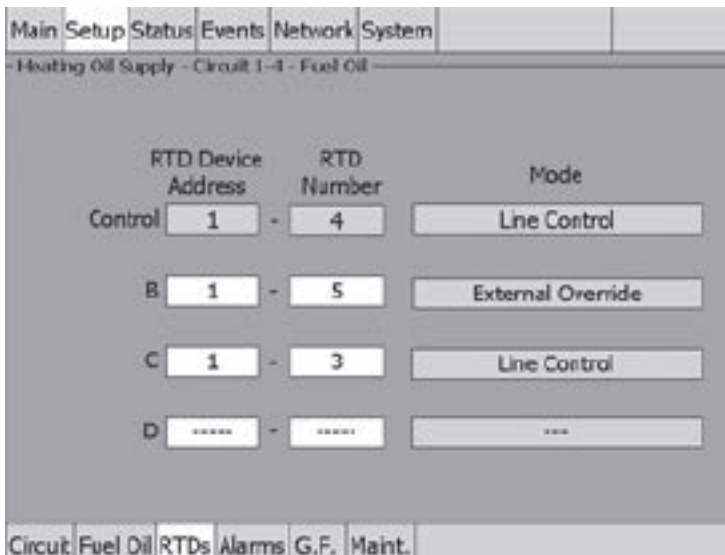 Main Setup Status Events Network System
Heating Oil Supply - Circuit 1-4 - Fuel Oil
RTD Device Address RTD Number Mode
Control 1 - 4 Line Control
B 1 - 5 External Override
C 1 - 3 Line Control
D ----- - ----- ---
Circuit Fuel Oil RTDs Alarms G.F. Maint.